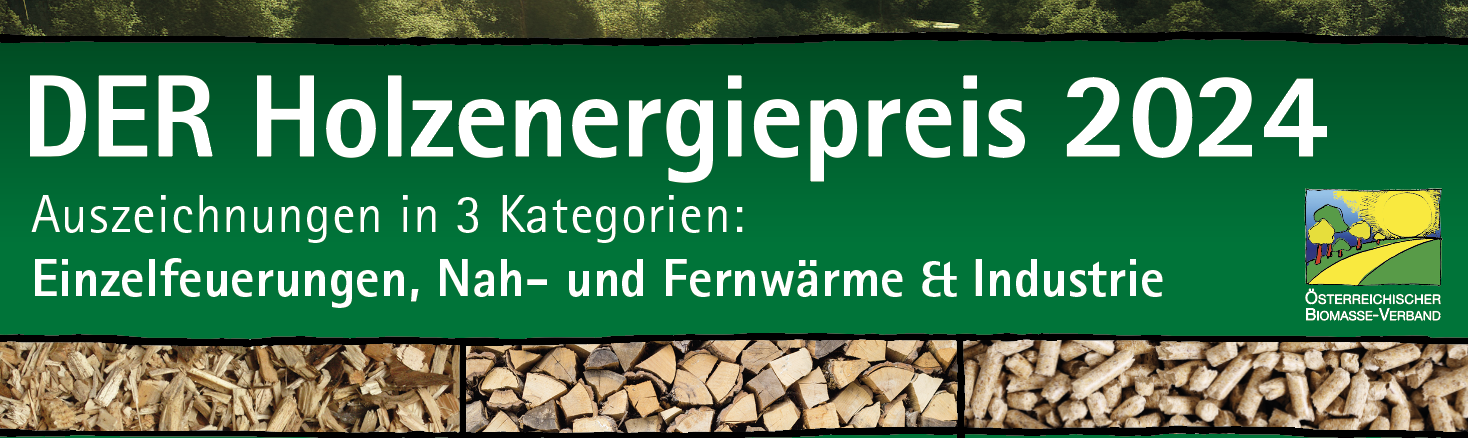 DER Holzenergiepreis 2024
Auszeichnungen in 3 Kategorien:
Einzelfeuerungen, Nah- und Fernwärme & Industrie
ÖSTERREICHISCHER
BIOMASSE-VERBAND